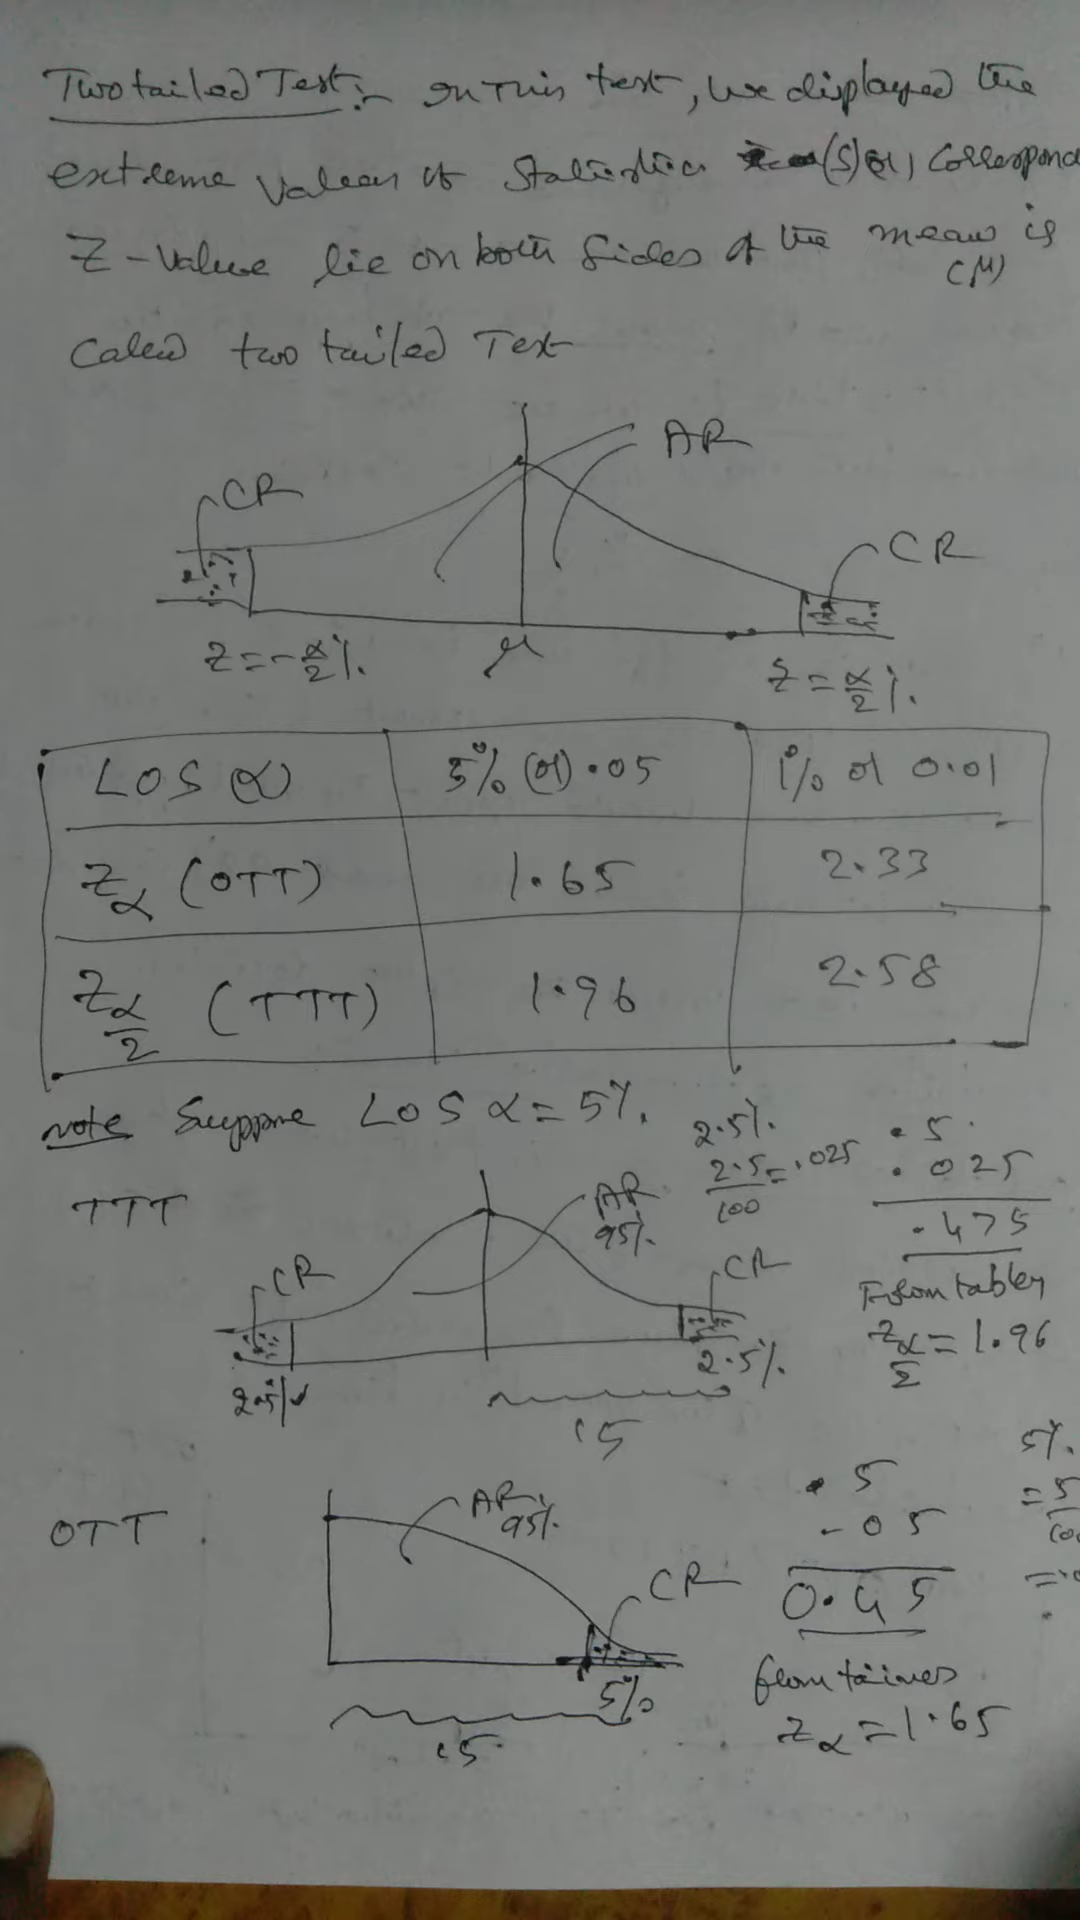 Two tailed Test:- In This test, we displayed the
extreme values of Statistics (S) (or) Correspond
Z-value lie on both sides of the mean is
(μ)
Caled two tailed Test
AR
CR
CR
Z = -α/2 %.
μ
Z = α/2 %.
LOS (α) 5% (or) .05 1% or 0.01
Zα (OTT) 1.65 2.33
Zα/2 (TTT) 1.96 2.58
note Suppose LOS α = 5%.
TTT
CR
AR
95%.
CR
2.5%
2.5%.
.5
2.5%.
2.5/100 = .025
.5
.025
.475
From tables
Zα/2 = 1.96
OTT
AR
95%.
CR
5%
.5
.5
.05
0.45
5%.
= 5
100
from
Zα = 1.65